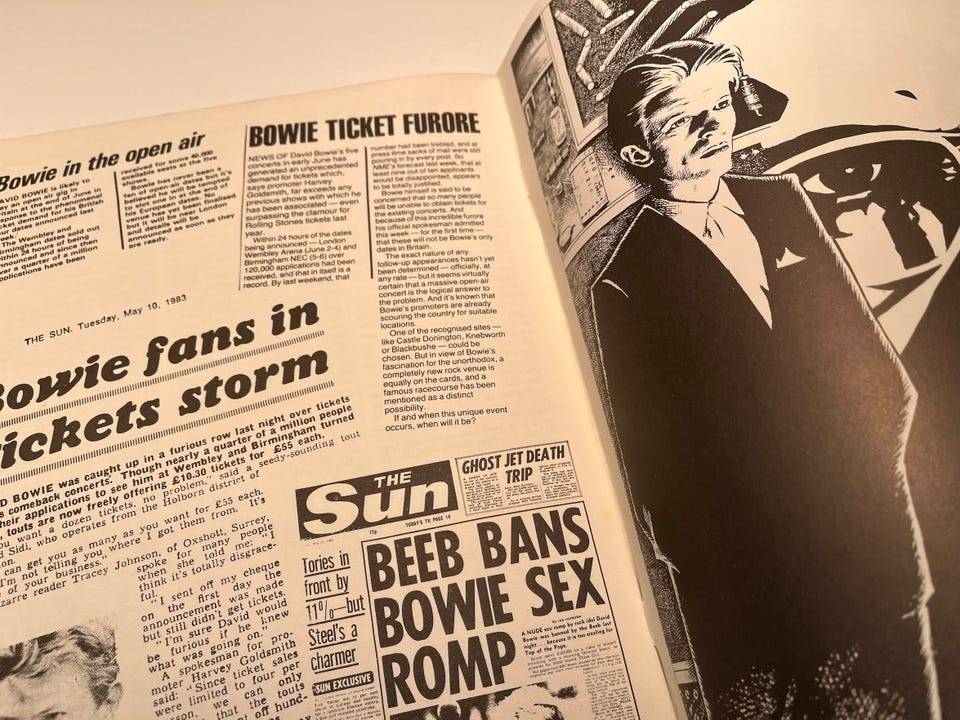 Bowie in the open air
DAVID BOWIE is likely to
play an open air gig in
Britain at the end of June in
response to the phenomenal
demand for tickets for his
four dates announced last
week.
The Wembley and
Birmingham dates sold out
within 24 hours of being
announced and since then
over a quarter of a million
applications have been
received for some 40,000
available seats at the five
shows.
Bowie has never been a
fan of open-air dates but it's
believed he will be terminating
but it will be near London
details should be finalised
announced as soon as they
are ready.
BOWIE TICKET FURORE
NEWS OF David Bowie's five
concerts in early June has
generated an unprecedented
demand for tickets which,
says promoter Harvey
Goldsmith, far exceeds any
previous shows with which he
has been associated — even
surpassing the clamour for
Rolling Stones tickets last
year.
Within 24 hours of the dates
being announced — London
Wembley Arena (June 2-4) and
Birmingham NEC (5-6) over
120,000 applications had been
received, and that in itself is a
record. By last weekend, that
number had been trebled, and at
press time sacks of mail were still
pouring in by every post. So
NME's forecast last week, that at
least nine out of ten applicants
would be disappointed, appears
to be totally justified.
Bowie himself is said to be
concerned that so many people
will be unable to obtain tickets for
the existing concerts. And
because of this incredible furore
his official spokesman admitted
this week — for the first time —
that these will not be Bowie's only
dates in Britain.
The exact nature of any
follow-up appearances hasn't yet
been determined — officially, at
any rate — but it seems virtually
certain that a massive open-air
concert is the logical answer to
the problem. And it's known that
Bowie's promoters are already
scouring the country for suitable
locations.
One of the recognised sites —
like Castle Donington, Knebworth
or Blackbushe — could be
chosen. But in view of Bowie's
fascination for the unorthodox, a
completely new rock venue is
equally on the cards, and a
famous racecourse has been
mentioned as a distinct
possibility.
If and when this unique event
occurs, when will it be?
THE SUN, Tuesday, May 10, 1983
Bowie fans in
tickets storm
D BOWIE was caught up in a furious row last night over tickets
s comeback concerts. Though nearly a quarter of a million people
heir applications to see him at Wembley and Birmingham turned
, touts are now freely offering £10.30 tickets for £55 each.
ou want a dozen tickets, no problem," said a seedy-sounding tout
d Sidi, who operates from the Holborn district of
on.
can get you as many as you want for £55 each.
I'm not telling you where I got them from. It's
e of your business."
zarre reader Tracey Johnson, of Oxshott, Surrey,
spoke for many people
when she told me: "I
think it's totally disgrace-
ful.
"I sent off my cheque
on the first day the
announcement was made
but still didn't get tickets.
"I'm sure David would
be furious if he knew
what was going on."
A spokesman for pro-
moter Harvey Goldsmith
said: "Since ticket sales
were limited to four per
person, we can only
that the touts
off hund-
THE
Sun
15p
TODAY'S TV PAGE 14
GHOST JET DEATH
TRIP
Tories in
front by
11%—but
Steel's a
charmer
SUN EXCLUSIVE
BEEB BANS
BOWIE SEX
ROMP
A NUDE sex romp by rock idol David
Bowie was banned by the Beeb last
night — because it is too sizzling for
Top of the Pops.